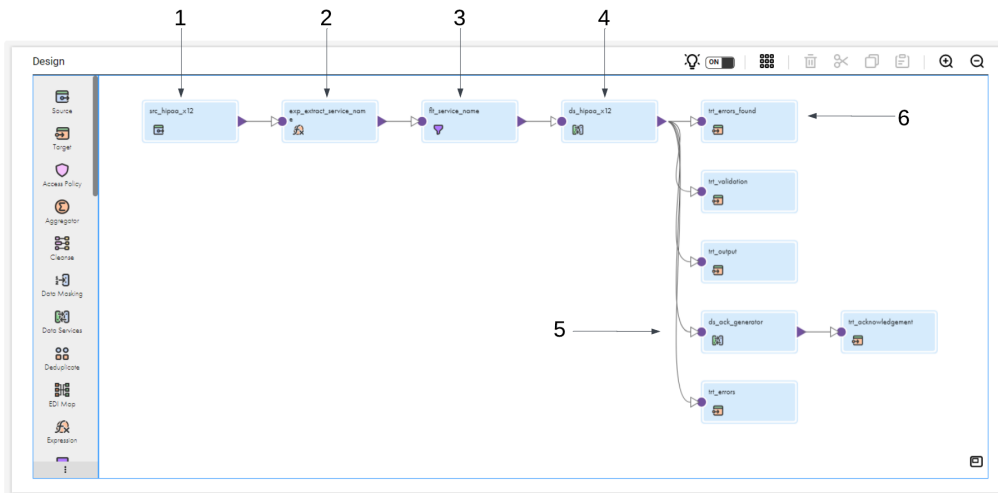 1 2 3 4
Design
ON
Source
Target
Access Policy
Aggregator
Cleanse
Data Masking
Data Services
Deduplicate
EDI Map
Expression
src_hipaa_x12
exp_extract_service_nam
e
flt_service_name
ds_hipaa_x12
trt_errors_found
6
trt_validation
trt_output
5
ds_ack_generator
trt_acknowledgement
trt_errors